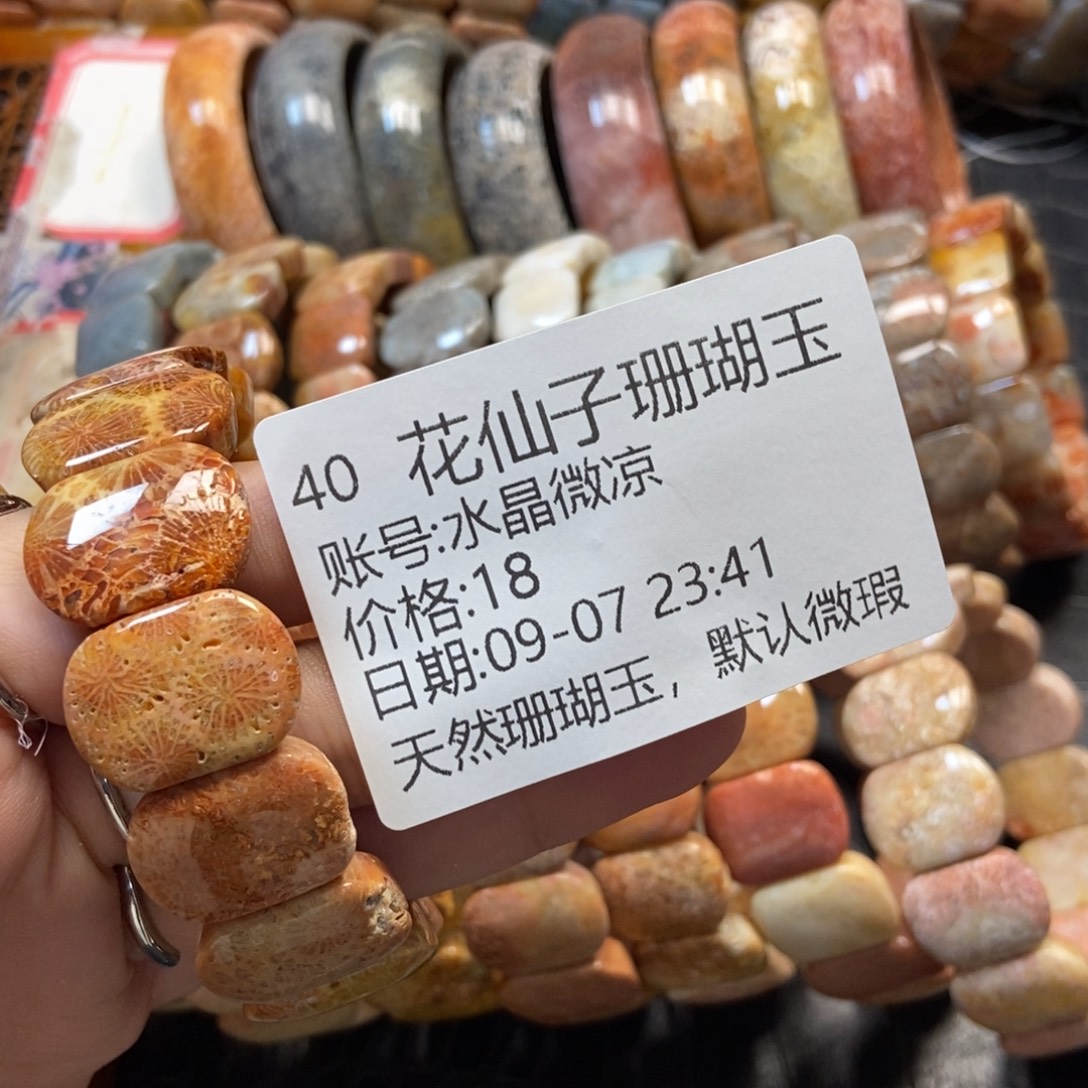 40 花仙子珊瑚玉
账号:水晶微凉
价格:18
日期:09-07 23:41
天然珊瑚玉，默认微瑕